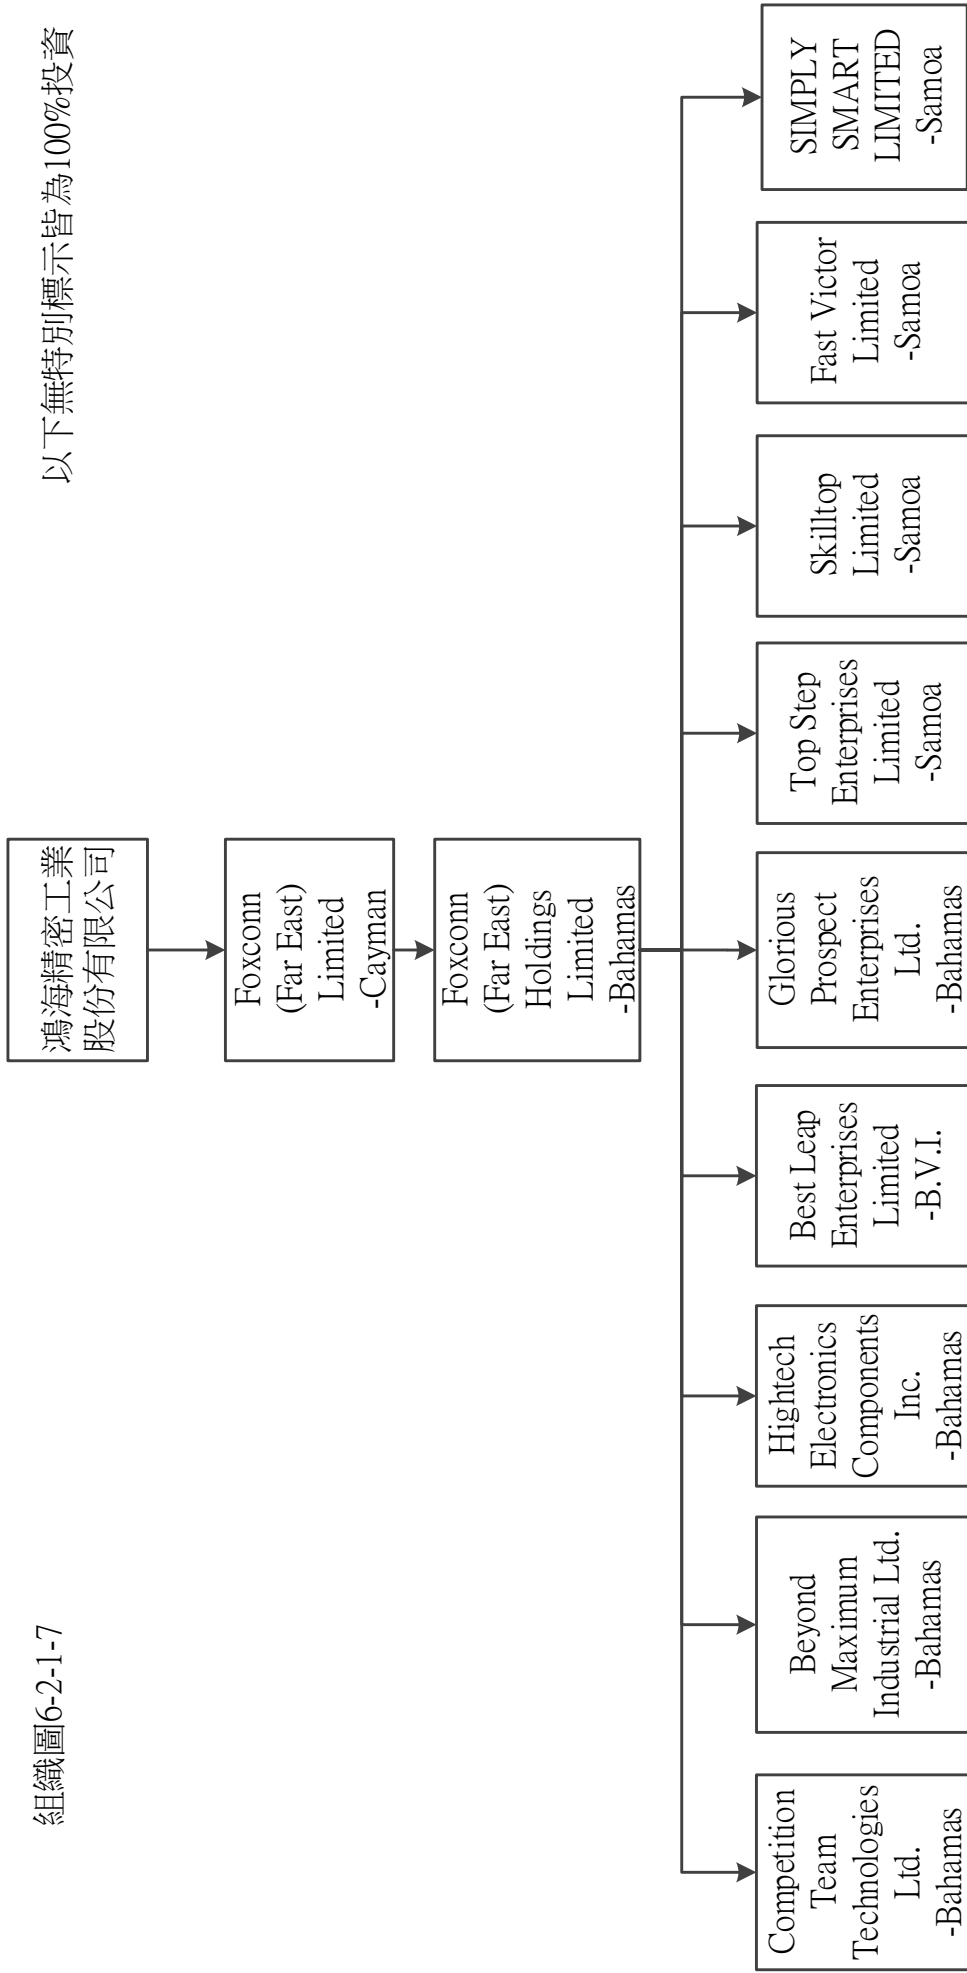 組織圖6-2-1-7
以下無特別標示皆為100%投資
鴻海精密工業
股份有限公司
Foxconn
(Far East)
Limited
-Cayman
Foxconn
(Far East)
Holdings
Limited
-Bahamas
Competition
Team
Technologies
Ltd.
-Bahamas
Beyond
Maximum
Industrial Ltd.
-Bahamas
Hightech
Electronics
Components
Inc.
-Bahamas
Best Leap
Enterprises
Limited
-B.V.I.
Glorious
Prospect
Enterprises
Ltd.
-Bahamas
Top Step
Enterprises
Limited
-Samoa
Skilltop
Limited
-Samoa
Fast Victor
Limited
-Samoa
SIMPLY
SMART
LIMITED
-Samoa